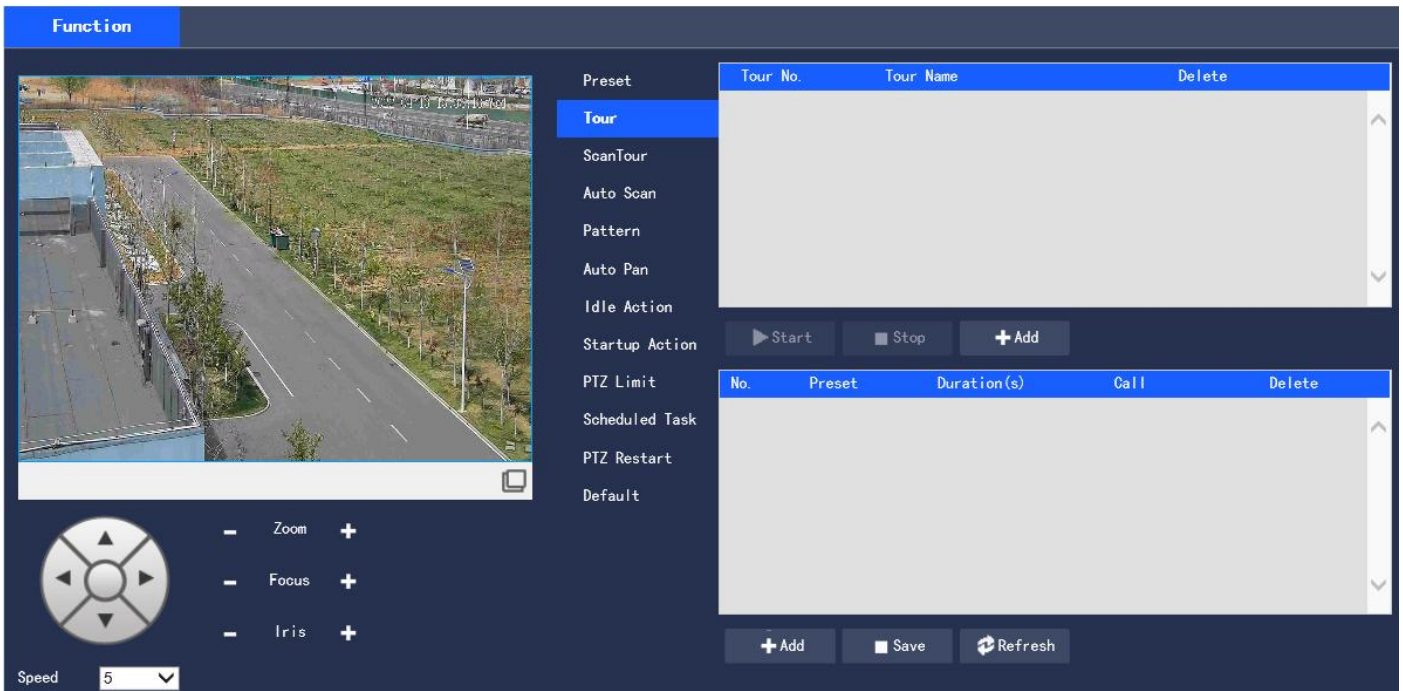 Function
Preset
Tour
ScanTour
Auto Scan
Pattern
Auto Pan
Idle Action
Startup Action
PTZ Limit
Scheduled Task
PTZ Restart
Default
Tour No. Tour Name Delete
Start Stop Add
No. Preset Duration(s) Call Delete
Add Save Refresh
Zoom
Focus
Iris
Speed 5